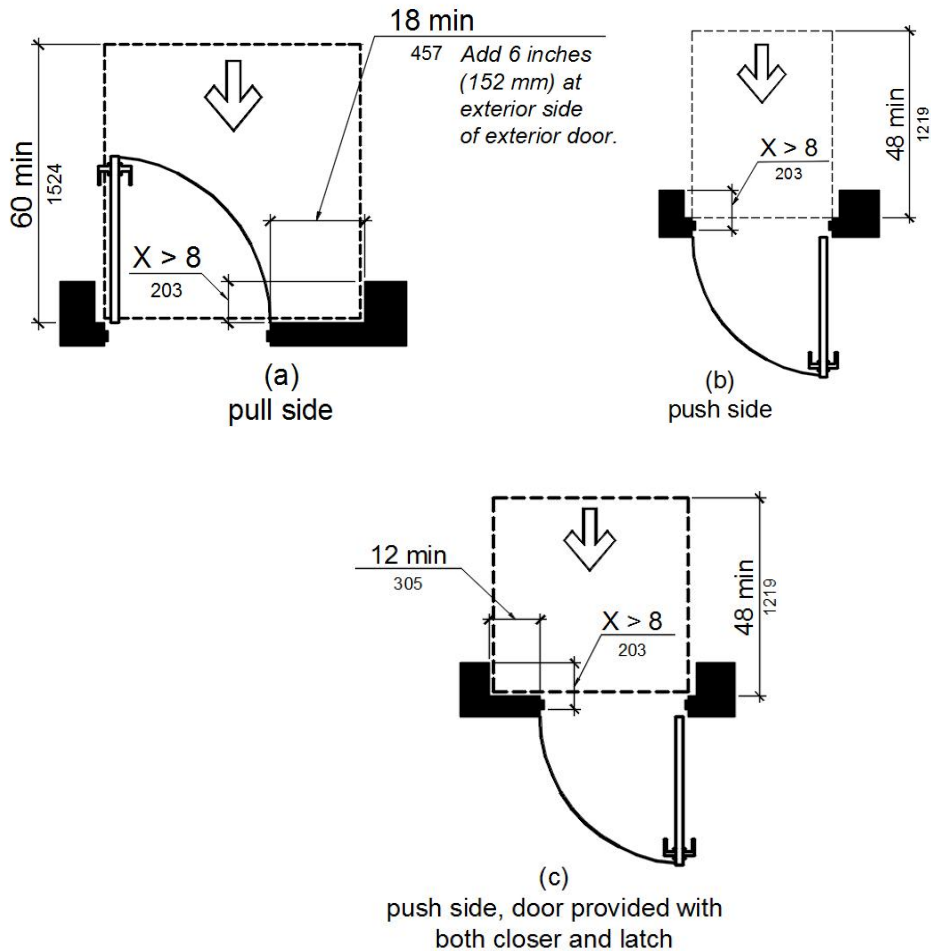 18 min
457 Add 6 inches
(152 mm) at
exterior side
of exterior door.
60 min
1524
X > 8
203
(a)
pull side
48 min
1219
X > 8
203
(b)
push side
12 min
305
X > 8
203
48 min
1219
(c)
push side, door provided with
both closer and latch